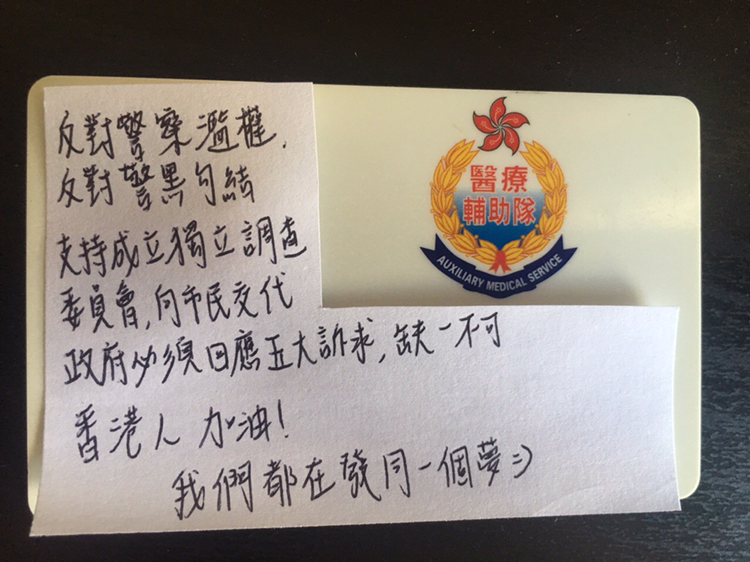 反對警察濫權，
反對警黑勾結
支持成立獨立調查
委員會，向市民交代
政府必須回應五大訴求，缺一不可
香港人加油！
我們都在發同一個夢=)
醫療
輔助隊
AUXILIARY MEDICAL SERVICE